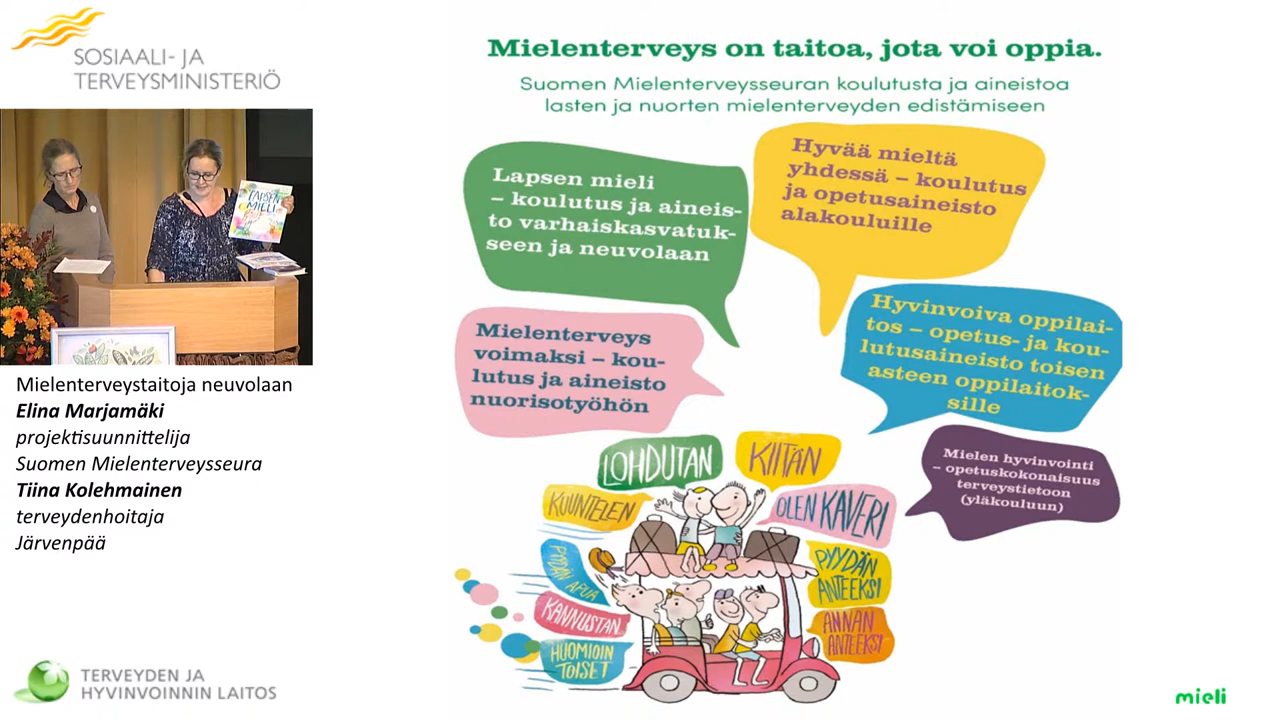 SOSIAALI- JA
TERVEYSMINISTERIÖ
LAPSEN
MIELI
Mielenterveystaitoja neuvolaan
Elina Marjamäki
projektisuunnittelija
Suomen Mielenterveysseura
Tiina Kolehmainen
terveydenhoitaja
Järvenpää
TERVEYDEN JA
HYVINVOINNIN LAITOS
Mielenterveys on taitoa, jota voi oppia.
Suomen Mielenterveysseuran koulutusta ja aineistoa
lasten ja nuorten mielenterveyden edistämiseen
Lapsen mieli
– koulutus ja aineis-
to varhaiskasvatuk-
seen ja neuvolaan
Hyvää mieltä
yhdessä – koulutus
ja opetusaineisto
alakouluille
Mielenterveys
voimaksi – kou-
lutus ja aineisto
nuorisotyöhön
Hyvinvoiva oppilai-
tos – opetus- ja kou-
lutusaineisto toisen
asteen oppilaitok-
sille
Mielen hyvinvointi
– opetuskokonaisuus
terveystietoon
(yläkouluun)
LOHDUTAN
KIITÄN
KUUNTELEN
OLEN KAVERI
PYYDÄN APUA
PYYDÄN
ANTEEKSI
KANNUSTAN
ANNAN
ANTEEKSI
HUOMIOIN
TOISET
mieli